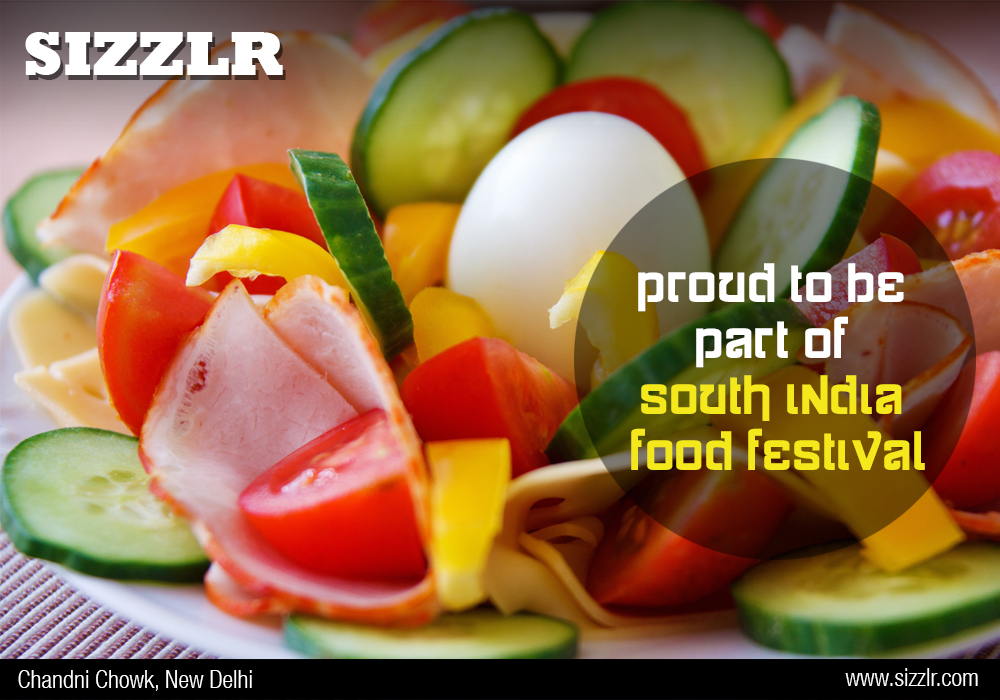 SIZZLR
proud to be
part of
south india
food festival
Chandni Chowk, New Delhi
www.sizzlr.com